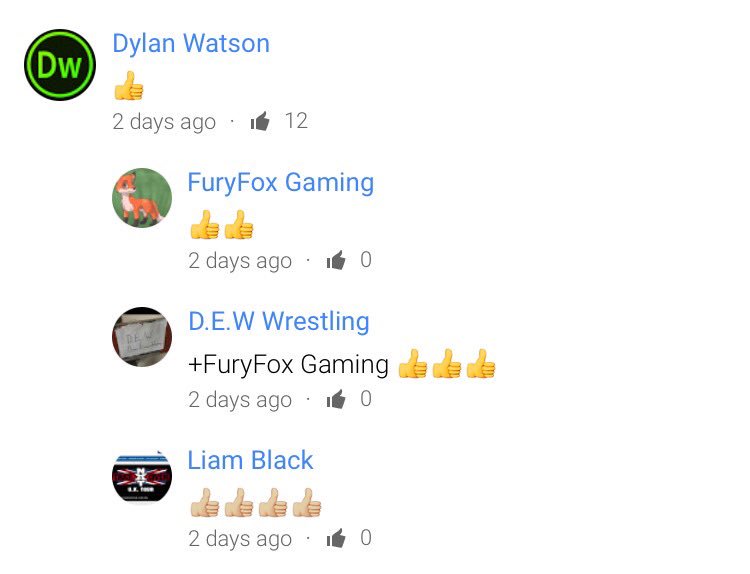 Dw
Dylan Watson
👍
2 days ago · 12
FuryFox Gaming
👍👍
2 days ago · 0
D.E.W Wrestling
+FuryFox Gaming 👍👍👍
2 days ago · 0
Liam Black
👍🏼👍🏼👍🏼👍🏼
U.K. TOUR
2 days ago · 0